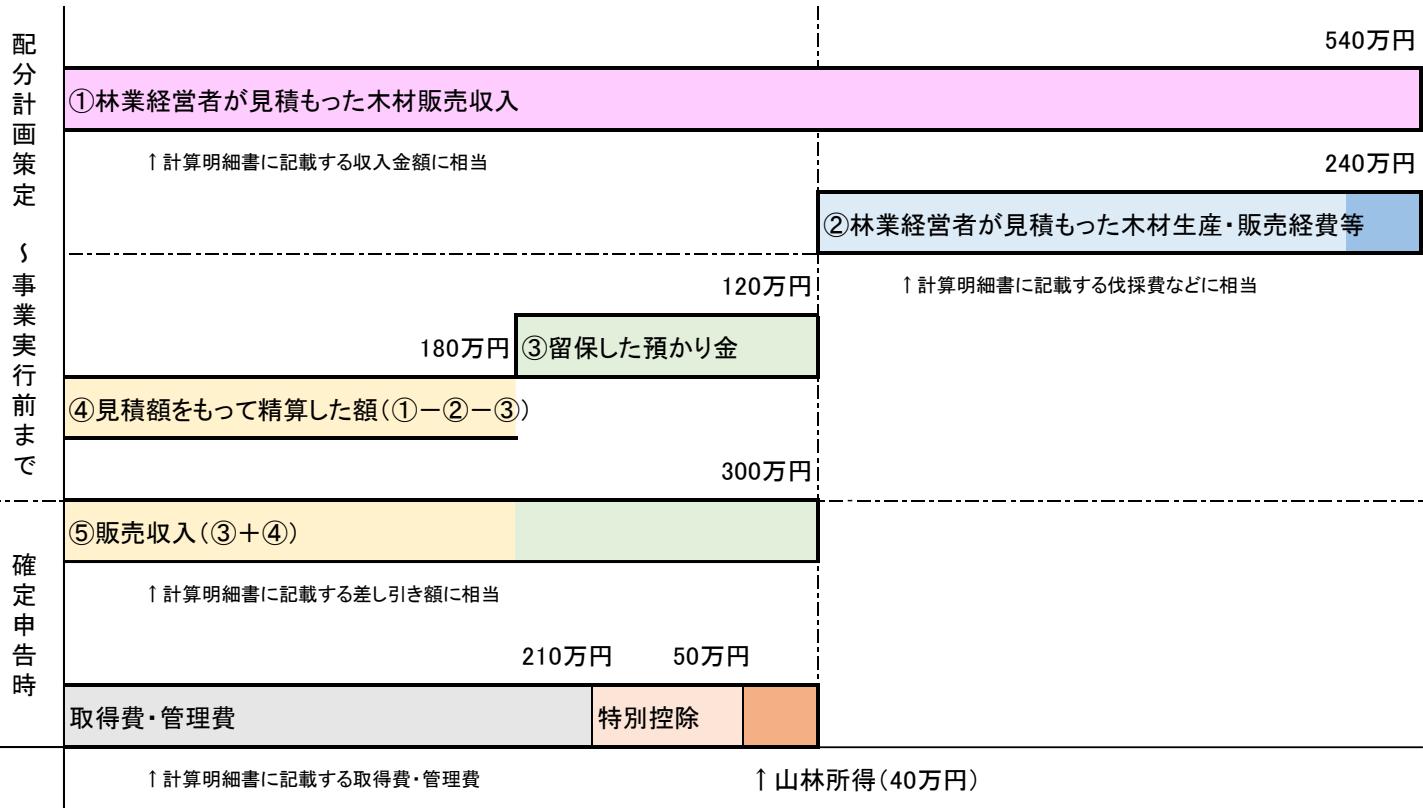 配分計画策定 ～事業実行前まで
540万円
①林業経営者が見積もった木材販売収入
↑計算明細書に記載する収入金額に相当
240万円
②林業経営者が見積もった木材生産・販売経費等
↑計算明細書に記載する伐採費などに相当
120万円
180万円
③留保した預かり金
④見積額をもって精算した額（①－②－③）
300万円
確定申告時
⑤販売収入（③＋④）
↑計算明細書に記載する差し引き額に相当
210万円
50万円
取得費・管理費
特別控除
↑計算明細書に記載する取得費・管理費
↑山林所得（40万円）